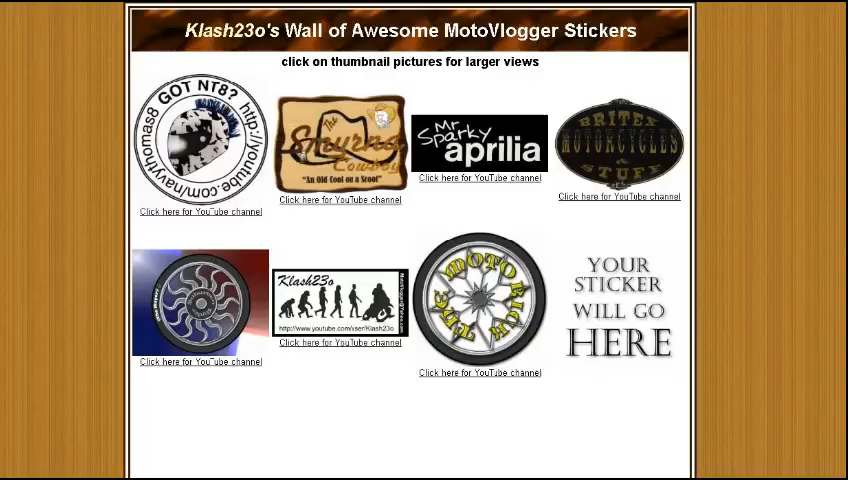 Klash23o's Wall of Awesome MotoVlogger Stickers
click on thumbnail pictures for larger views
GOT NT8?
http://youtube.com/navythomas8
Click here for YouTube channel
The
Smyrna
Cowboy
"An Old Coot on a Scoot"
Click here for YouTube channel
Mr
Sparky
aprilia
Click here for YouTube channel
BRITEX
MOTORCYCLES
&
STUFF
Click here for YouTube channel
Click here for YouTube channel
Klash23o
http://www.youtube.com/user/Klash23o
Click here for YouTube channel
THE MOTO RICK
Click here for YouTube channel
YOUR
STICKER
WILL GO
HERE